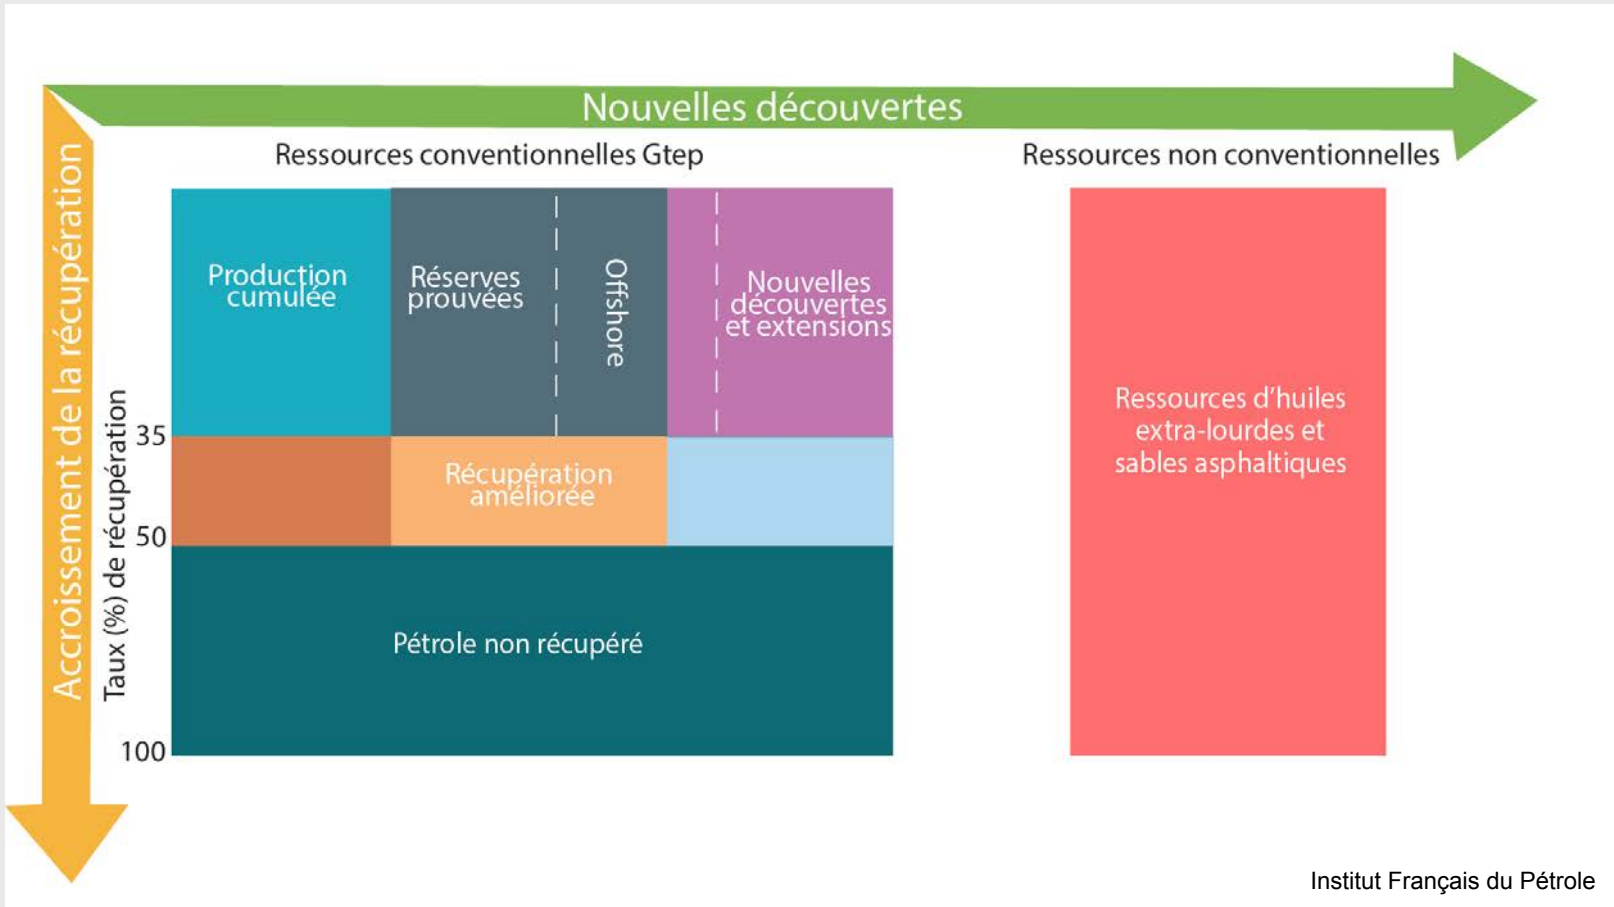 Nouvelles découvertes
Ressources conventionnelles Gtep
Ressources non conventionnelles
Accroissement de la récupération
Taux (%) de récupération
Production
cumulée
Réserves
prouvées
Offshore
Nouvelles
découvertes
et extensions
35
Récupération
améliorée
50
Pétrole non récupéré
100
Ressources d’huiles
extra-lourdes et
sables asphaltiques
Institut Français du Pétrole